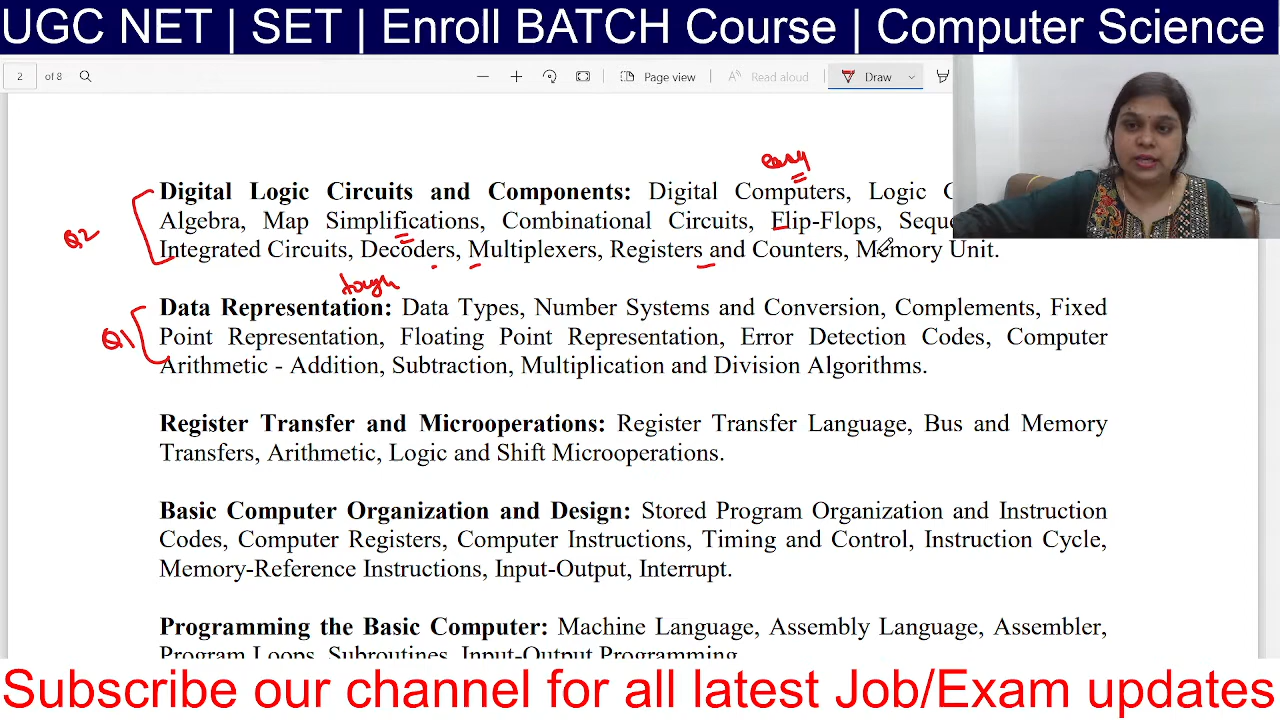 UGC NET | SET | Enroll BATCH Course | Computer Science
2 of 8 Page view Read aloud Draw
easy
Digital Logic Circuits and Components: Digital Computers, Logic
Q2 Algebra, Map Simplifications, Combinational Circuits, Flip-Flops,
Integrated Circuits, Decoders, Multiplexers, Registers and Counters, Memory Unit.
tough
Data Representation: Data Types, Number Systems and Conversion, Complements, Fixed
Q1 Point Representation, Floating Point Representation, Error Detection Codes, Computer
Arithmetic - Addition, Subtraction, Multiplication and Division Algorithms.
Register Transfer and Microoperations: Register Transfer Language, Bus and Memory
Transfers, Arithmetic, Logic and Shift Microoperations.
Basic Computer Organization and Design: Stored Program Organization and Instruction
Codes, Computer Registers, Computer Instructions, Timing and Control, Instruction Cycle,
Memory-Reference Instructions, Input-Output, Interrupt.
Programming the Basic Computer: Machine Language, Assembly Language, Assembler,
Program Loops, Subroutines, Input-Output Programming.
Subscribe our channel for all latest Job/Exam updates